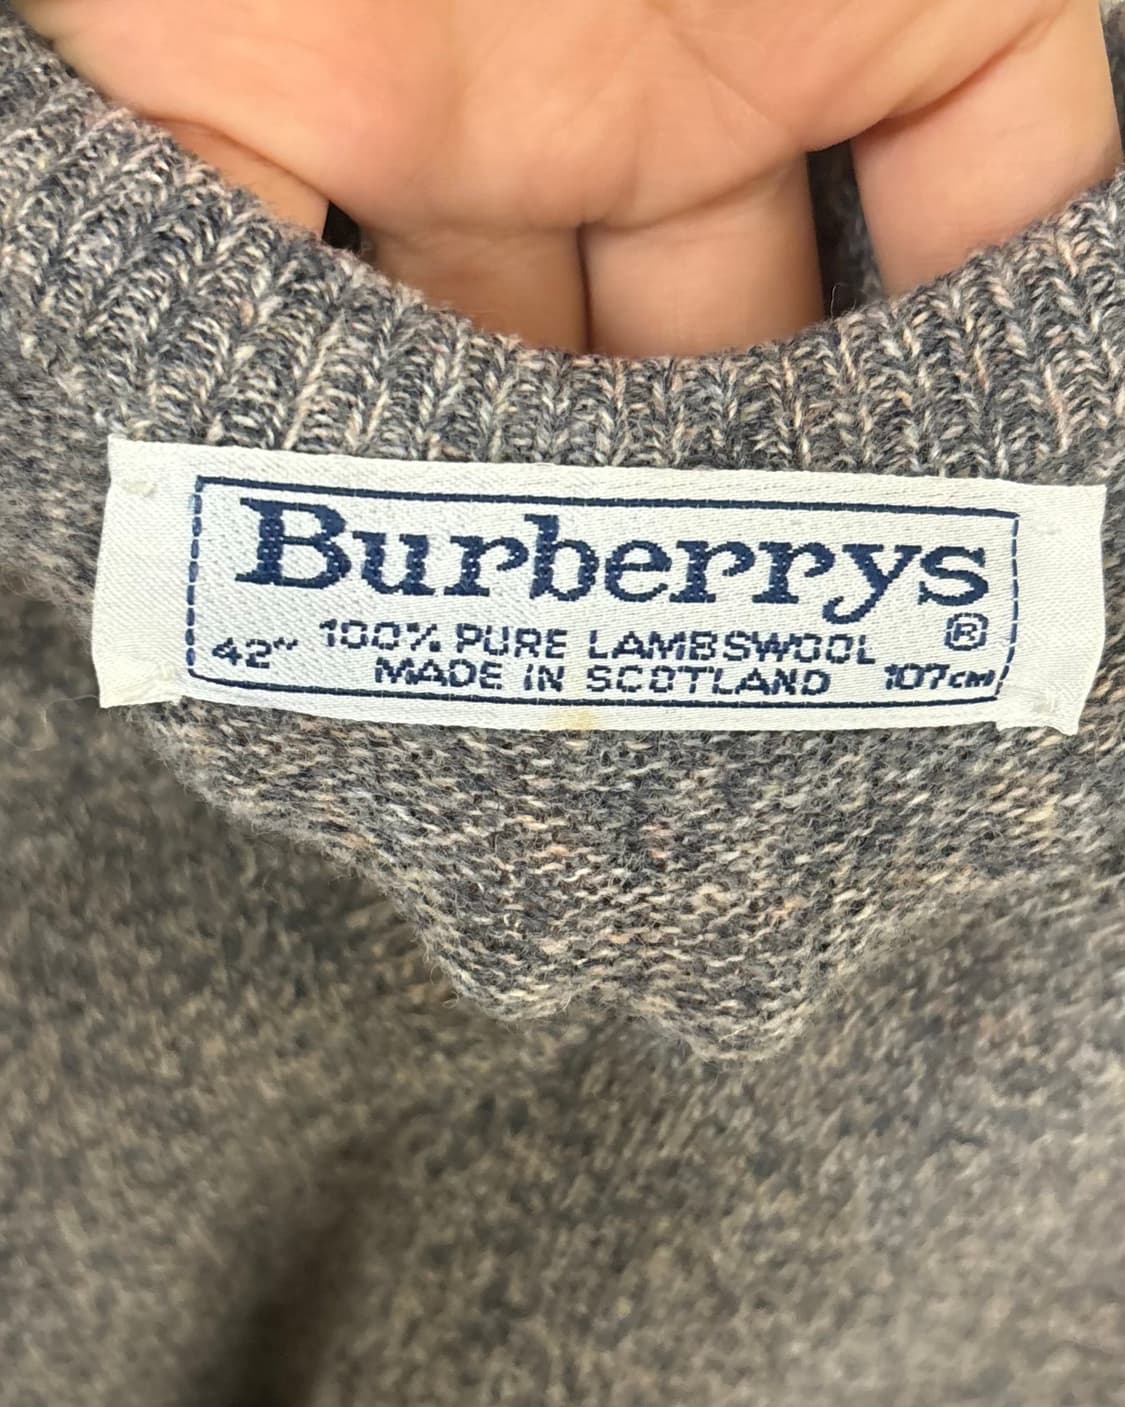 Burberrys
®
42" 100% PURE LAMBSWOOL
MADE IN SCOTLAND 107cm